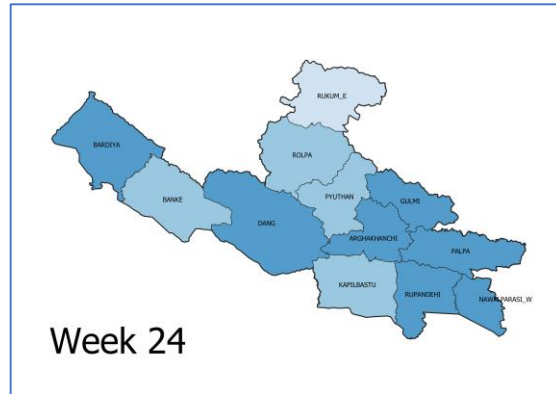 RUKUM_E
BARDIYA
ROLPA
BANKE
PYUTHAN
GULMI
DANG
ARGHAKHANCHI
PALPA
KAPILBASTU
RUPANDEHI
NAWALPARASI_W
Week 24